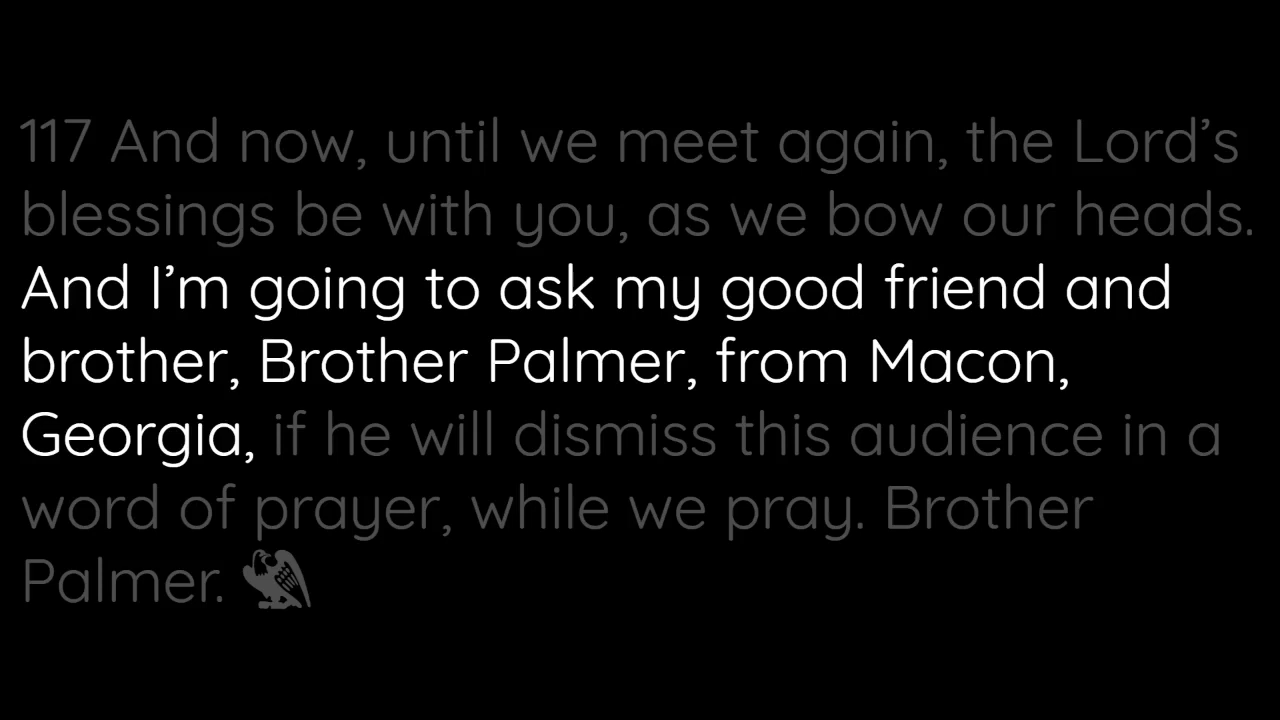 117 And now, until we meet again, the Lord’s
blessings be with you, as we bow our heads.
And I’m going to ask my good friend and
brother, Brother Palmer, from Macon,
Georgia, if he will dismiss this audience in a
word of prayer, while we pray. Brother
Palmer.